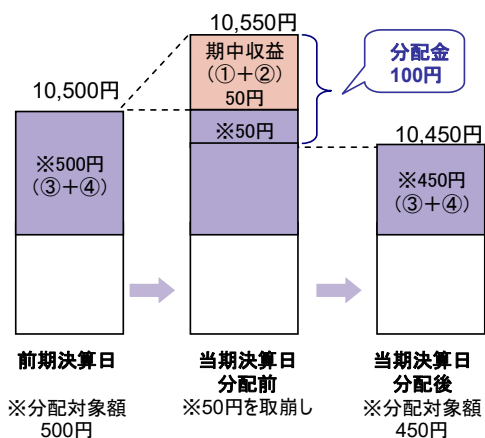 10,550円
期中収益
(①+②)
50円
※50円
分配金
100円
10,500円
※500円
(③+④)
10,450円
※450円
(③+④)
前期決算日
※分配対象額
500円
当期決算日
分配前
※50円を取崩し
当期決算日
分配後
※分配対象額
450円